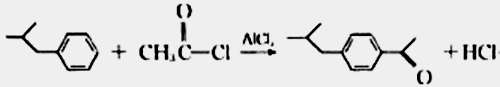 O
+ CH₃C—Cl AlCl₃ + HCl
O